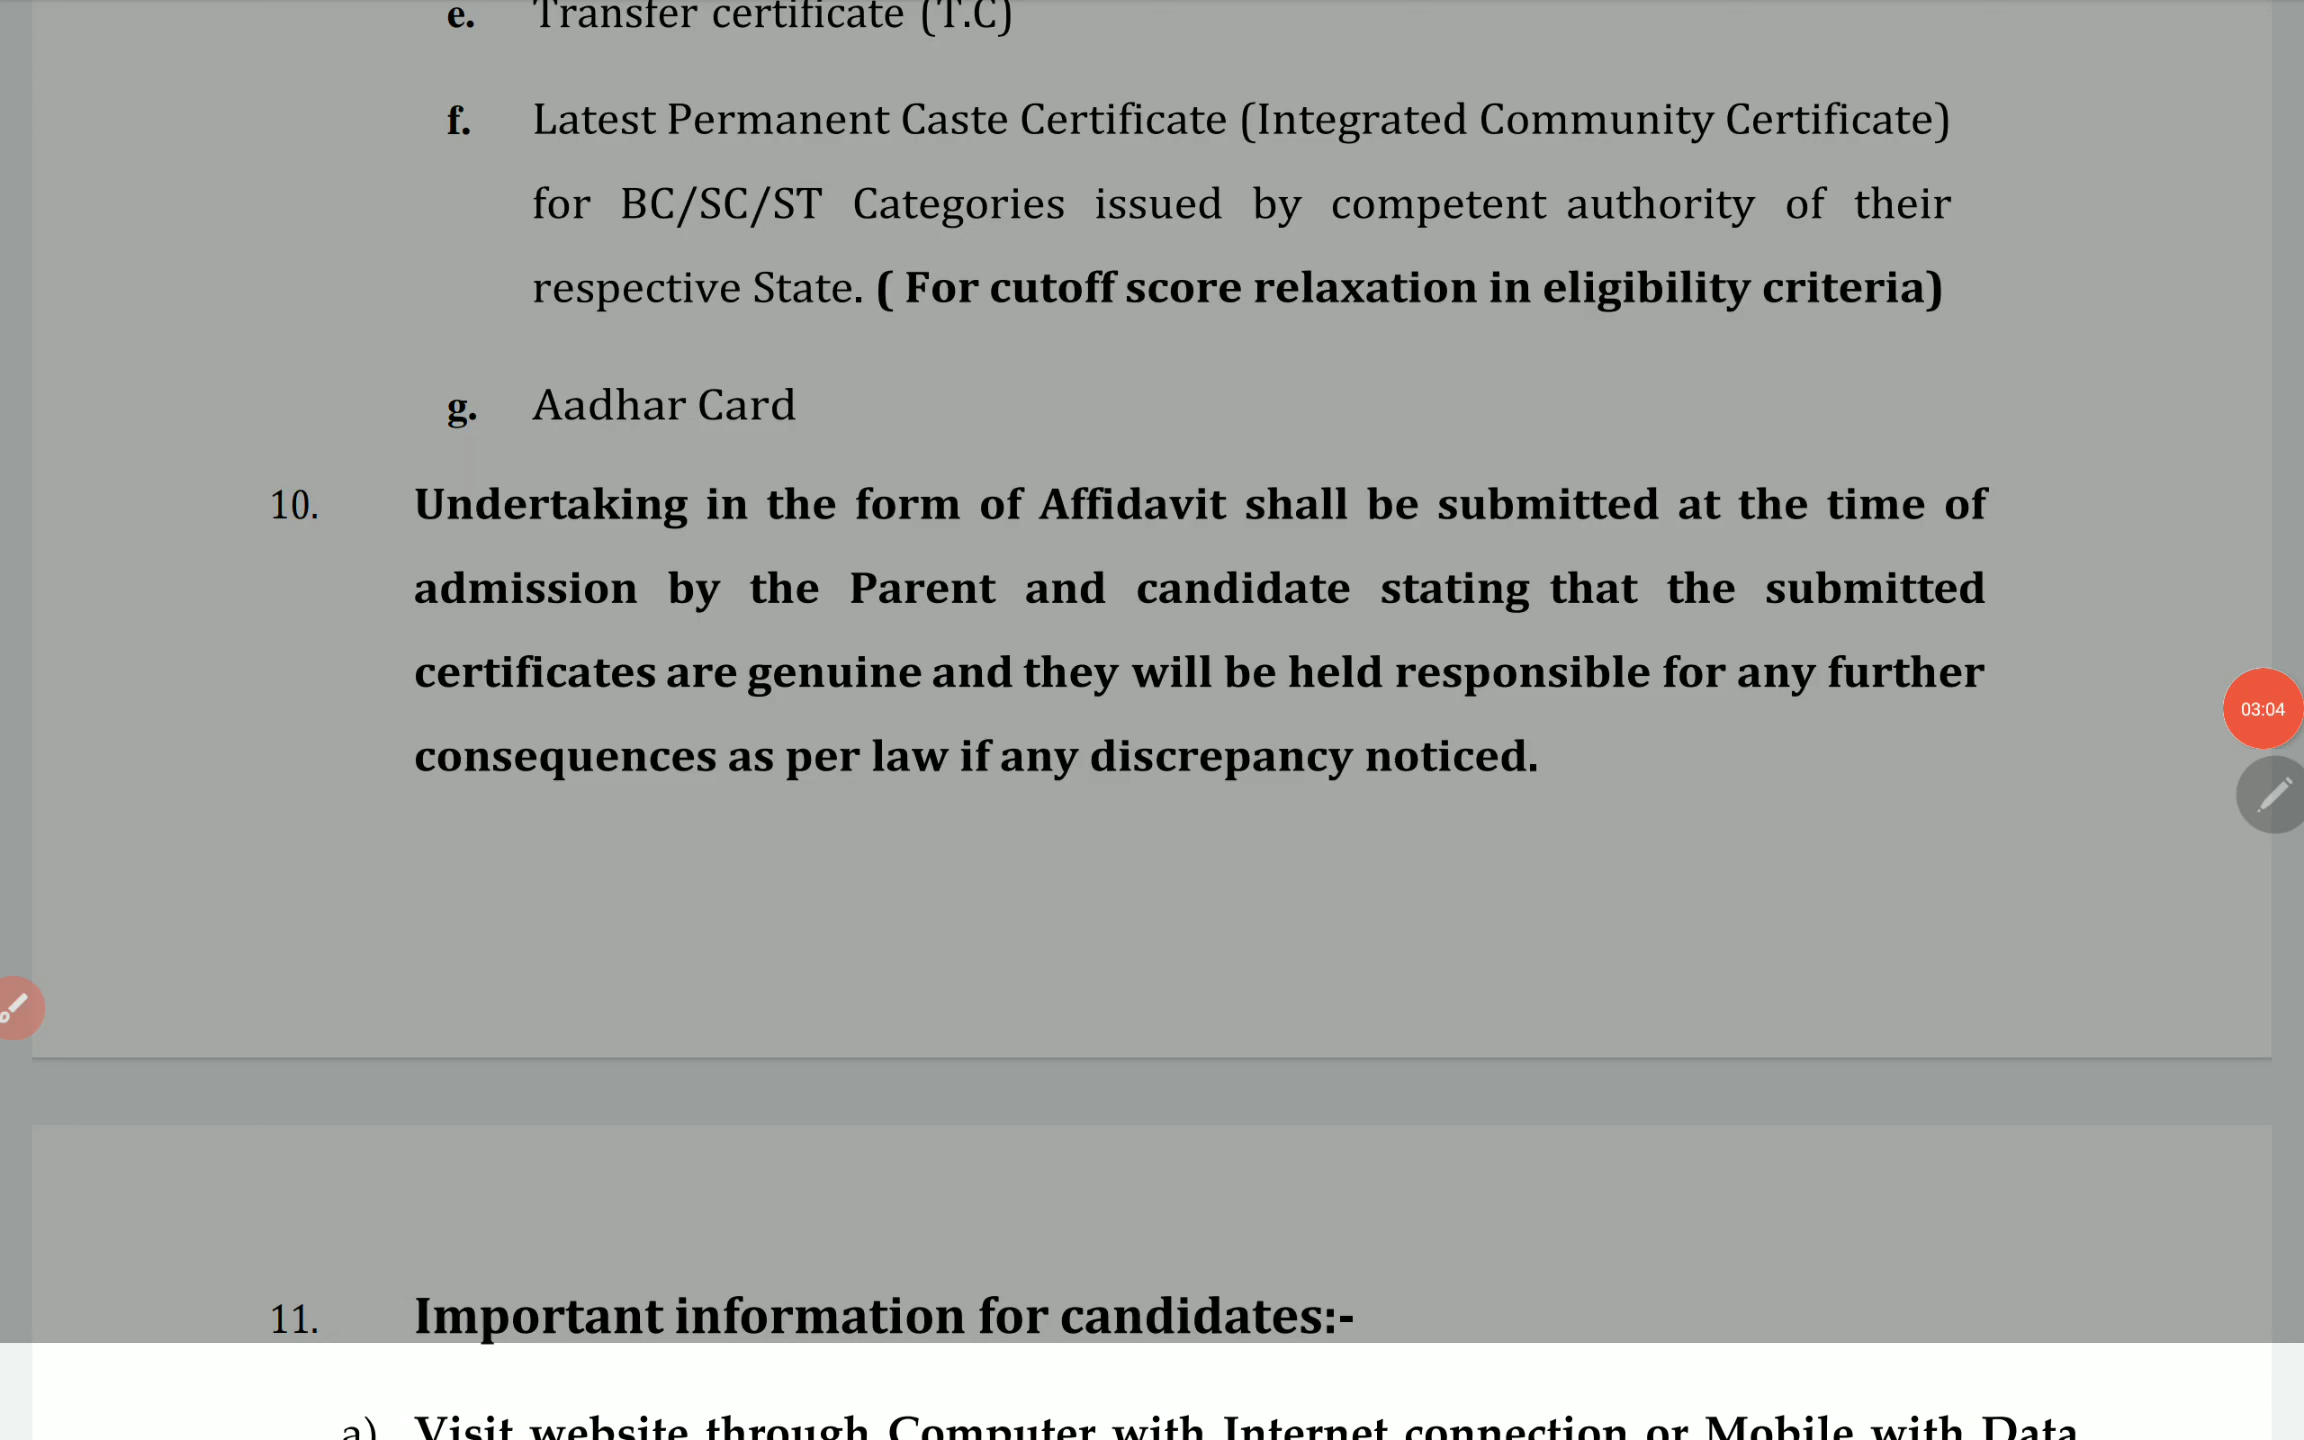 e. Transfer certificate (T.C)
f. Latest Permanent Caste Certificate (Integrated Community Certificate)
for BC/SC/ST Categories issued by competent authority of their
respective State. ( For cutoff score relaxation in eligibility criteria)
g. Aadhar Card
10. Undertaking in the form of Affidavit shall be submitted at the time of
admission by the Parent and candidate stating that the submitted
certificates are genuine and they will be held responsible for any further
consequences as per law if any discrepancy noticed.
03:04
11. Important information for candidates:-
a) Visit website through Computer with Internet connection or Mobile with Data